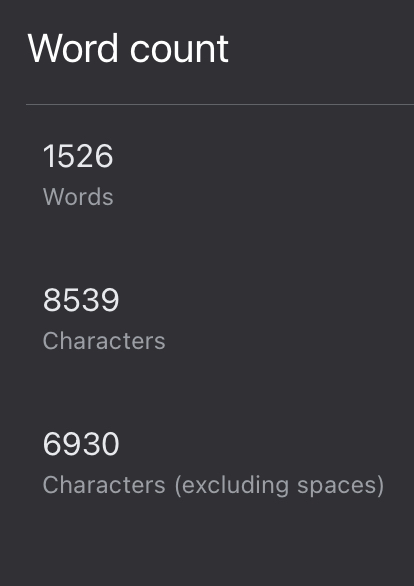 Word count
1526
Words
8539
Characters
6930
Characters (excluding spaces)